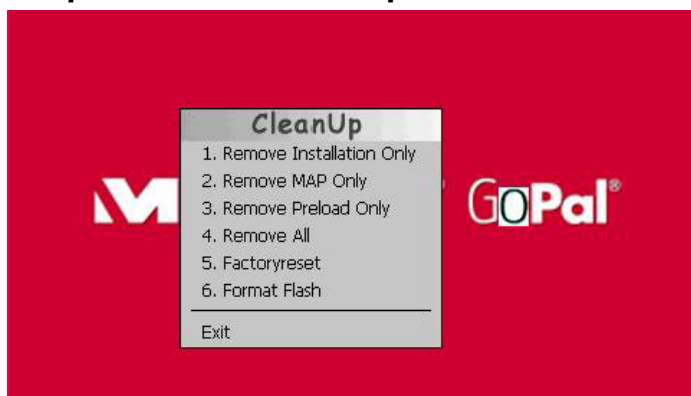 CleanUp
1. Remove Installation Only
2. Remove MAP Only
3. Remove Preload Only
4. Remove All
5. Factoryreset
6. Format Flash
Exit
GoPal®